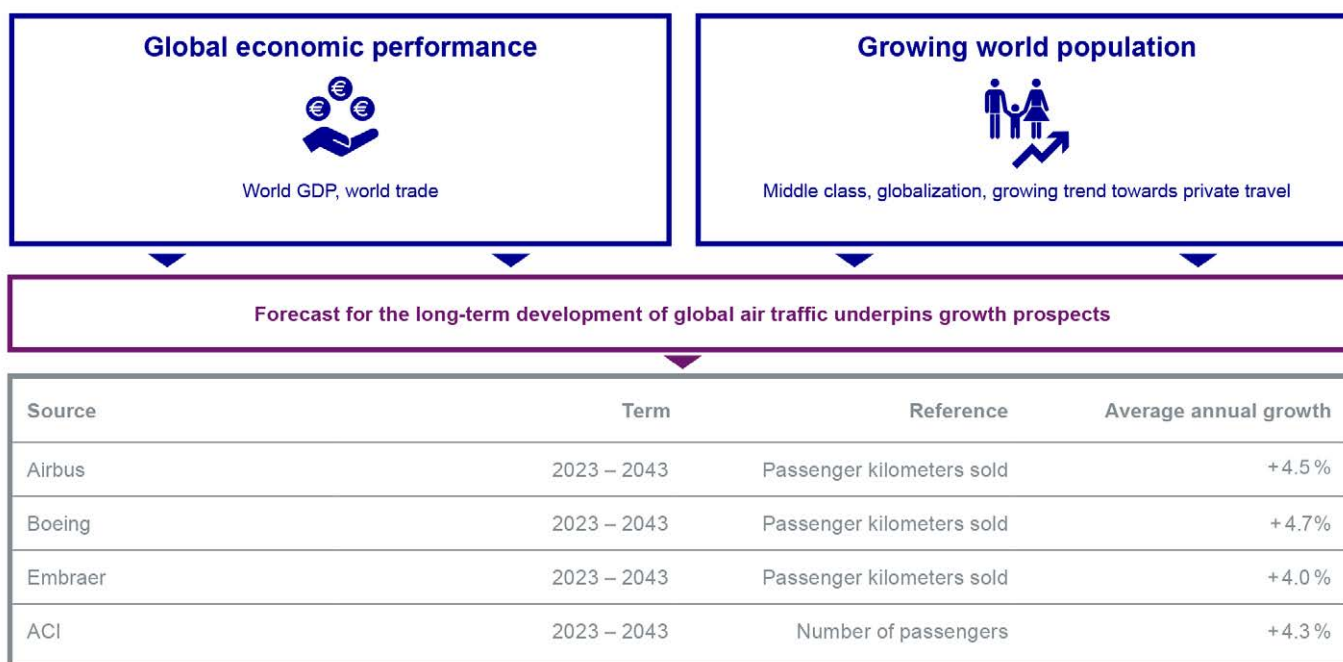 Global economic performance
€ € €
World GDP, world trade
Growing world population
Middle class, globalization, growing trend towards private travel
Forecast for the long-term development of global air traffic underpins growth prospects
Source Term Reference Average annual growth
Airbus 2023 – 2043 Passenger kilometers sold +4.5 %
Boeing 2023 – 2043 Passenger kilometers sold +4.7%
Embraer 2023 – 2043 Passenger kilometers sold +4.0 %
ACI 2023 – 2043 Number of passengers +4.3 %